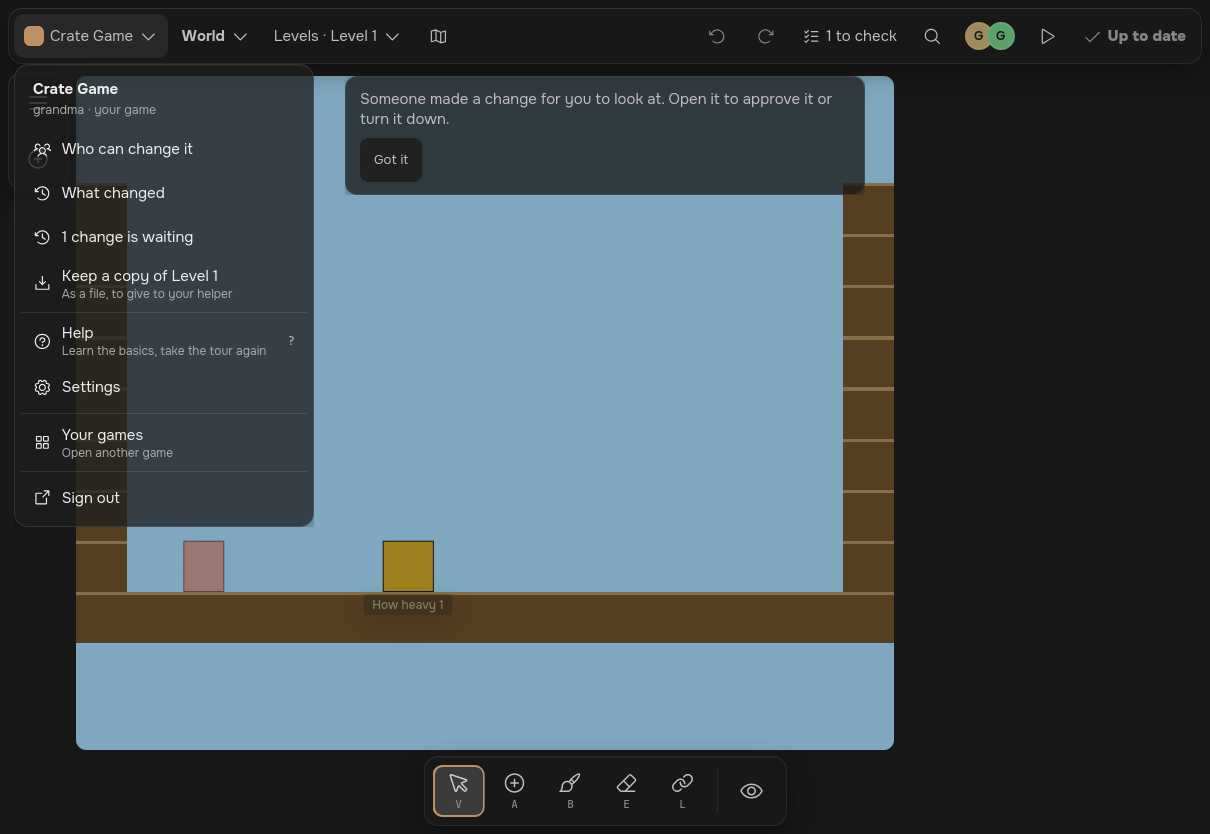 Crate Game
World
Levels · Level 1
1 to check
G
G
Up to date
Crate Game
grandma · your game
Who can change it
What changed
1 change is waiting
Keep a copy of Level 1
As a file, to give to your helper
Help
Learn the basics, take the tour again
?
Settings
Your games
Open another game
Sign out
Someone made a change for you to look at. Open it to approve it or
turn it down.
Got it
How heavy 1
V
A
B
E
L